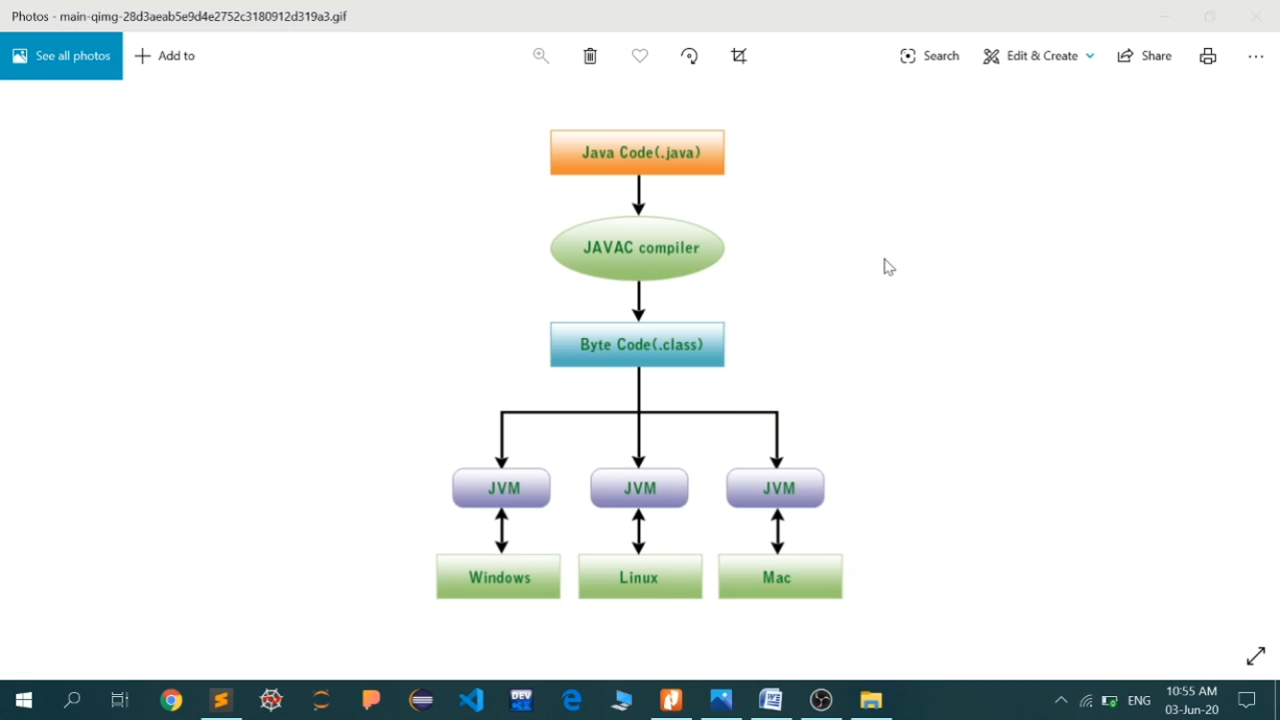 Photos - main-qimg-28d3aeab5e9d4e2752c3180912d319a3.gif
See all photos
Add to
Search
Edit & Create
Share
Java Code(.java)
JAVAC compiler
Byte Code(.class)
JVM JVM JVM
Windows Linux Mac
DEV
ENG
10:55 AM
03-Jun-20